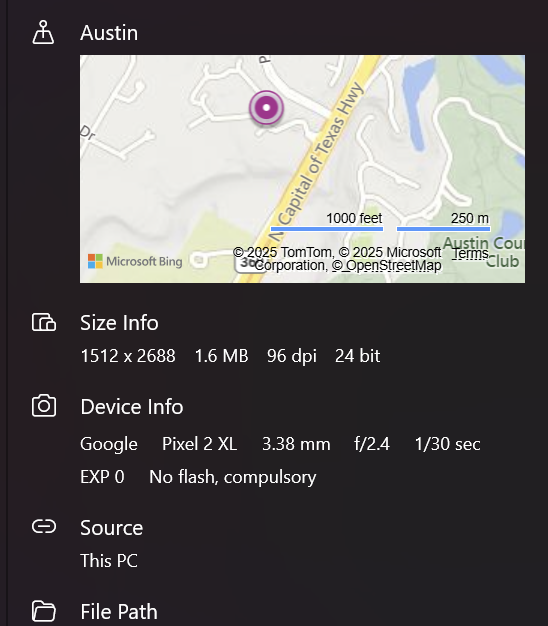 Austin
Dr
N Capital of Texas Hwy
1000 feet
250 m
Austin Coun
Club
© 2025 TomTom, © 2025 Microsoft
Corporation, © OpenStreetMap
Terms
Microsoft Bing
Size Info
1512 x 2688 1.6 MB 96 dpi 24 bit
Device Info
Google Pixel 2 XL 3.38 mm f/2.4 1/30 sec
EXP 0 No flash, compulsory
Source
This PC
File Path